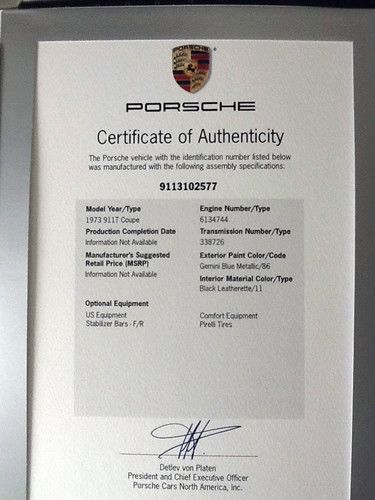 PORSCHE
PORSCHE
Certificate of Authenticity
The Porsche vehicle with the identification number listed below
was manufactured with the following assembly specifications:
9113102577
Model Year/Type
1973 911T Coupe
Production Completion Date
Information Not Available
Manufacturer's Suggested
Retail Price (MSRP)
Information Not Available
Engine Number/Type
6134744
Transmission Number/Type
338726
Exterior Paint Color/Code
Gemini Blue Metallic/86
Interior Material Color/Type
Black Leatherette/11
Optional Equipment
US Equipment
Stabilizer Bars - F/R
Comfort Equipment
Pirelli Tires
Detlev von Platen
President and Chief Executive Officer
Porsche Cars North America, Inc.